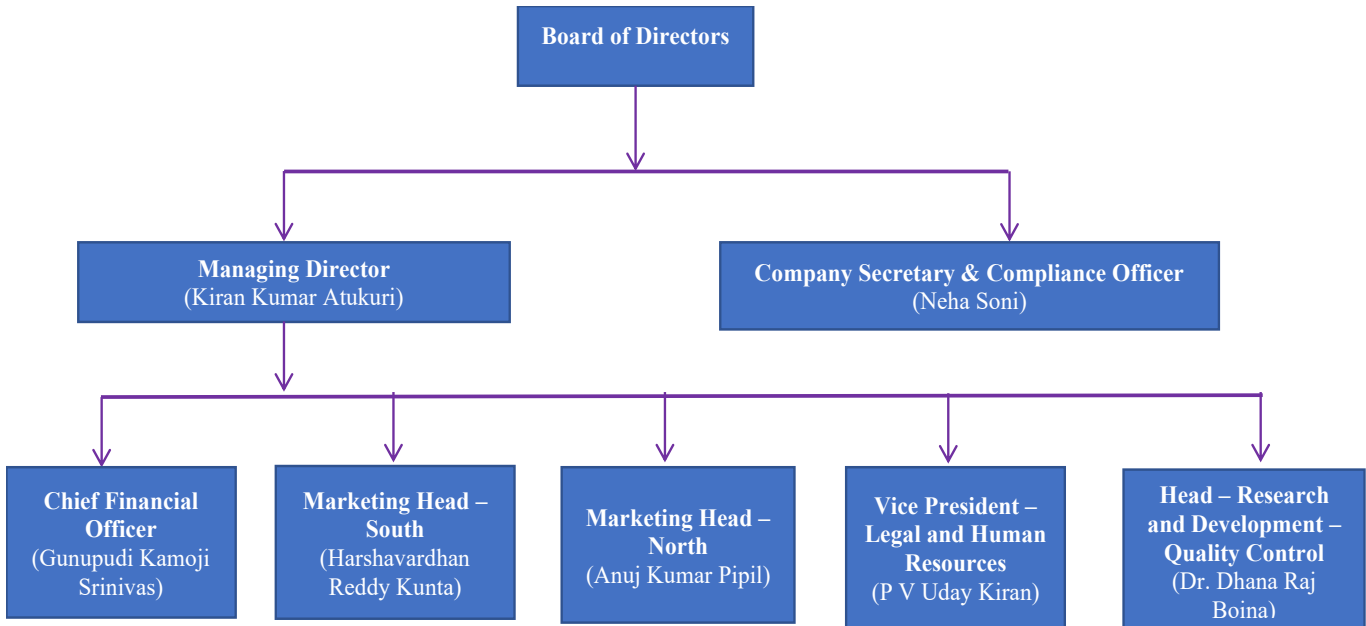 Board of Directors
Managing Director
(Kiran Kumar Atukuri)
Company Secretary & Compliance Officer
(Neha Soni)
Chief Financial
Officer
(Gunupudi Kamoji
Srinivas)
Marketing Head –
South
(Harshavardhan
Reddy Kunta)
Marketing Head –
North
(Anuj Kumar Pipil)
Vice President –
Legal and Human
Resources
(P V Uday Kiran)
Head – Research
and Development –
Quality Control
(Dr. Dhana Raj
Boina)